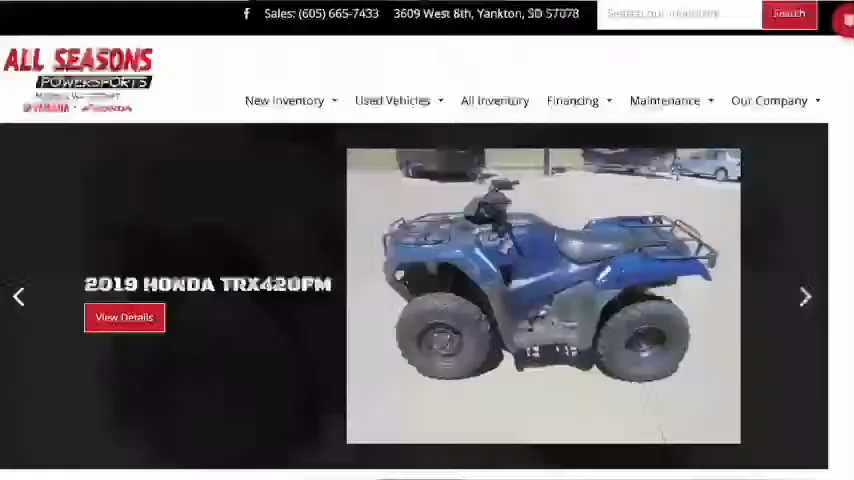 Sales: (605) 665-7433 3609 West 8th, Yankton, SD 57078
Search our inventory
Search
ALL SEASONS
POWERSPORTS
YAMAHA · HONDA
New Inventory
Used Vehicles
All Inventory
Financing
Maintenance
Our Company
2019 HONDA TRX420FM
View Details